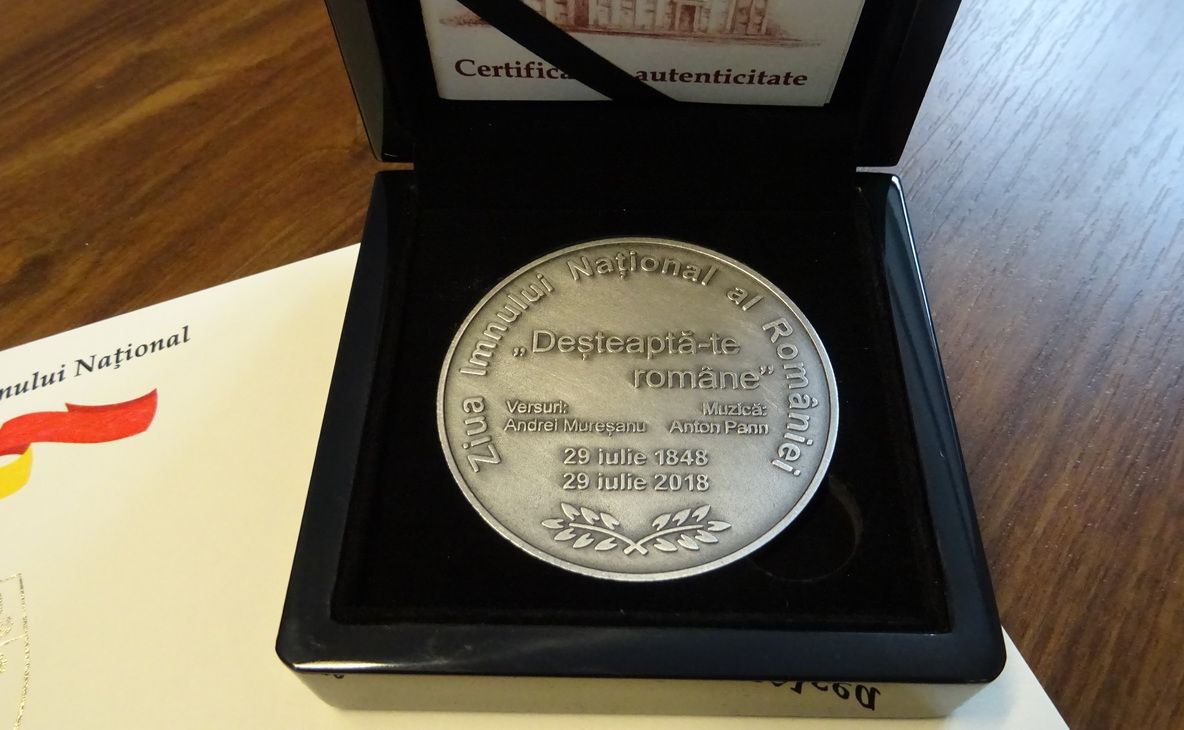 Certifica autenticitate
Național
Ziua Imnului Național al României
„Deșteaptă-te
române”
Versuri: Muzică:
Andrei Mureșanu Anton Pann
29 iulie 1848
29 iulie 2018